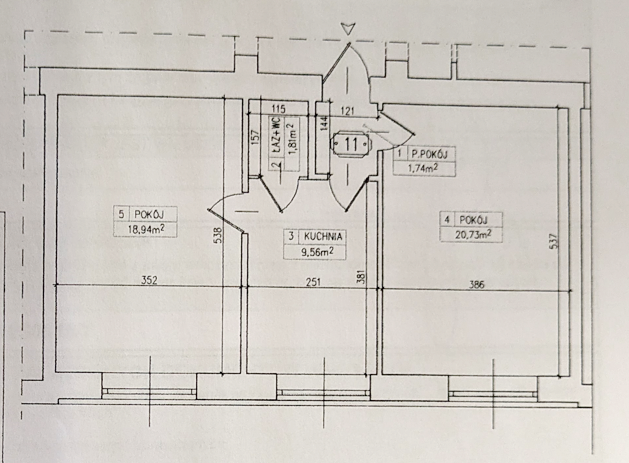 115
121
144
157
2 ŁAZ+WC
1,81m²
11
1 P.POKÓJ
1,74m²
5 POKÓJ
18,94m²
538
3 KUCHNIA
9,56m²
4 POKÓJ
20,73m²
537
381
352
251
386